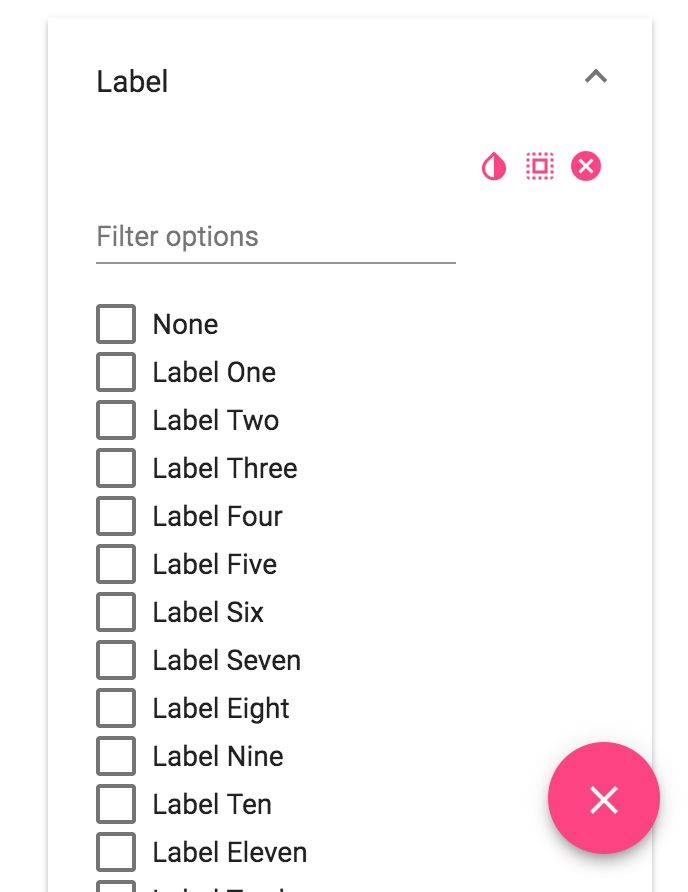 Label
Filter options
None
Label One
Label Two
Label Three
Label Four
Label Five
Label Six
Label Seven
Label Eight
Label Nine
Label Ten
Label Eleven
Label